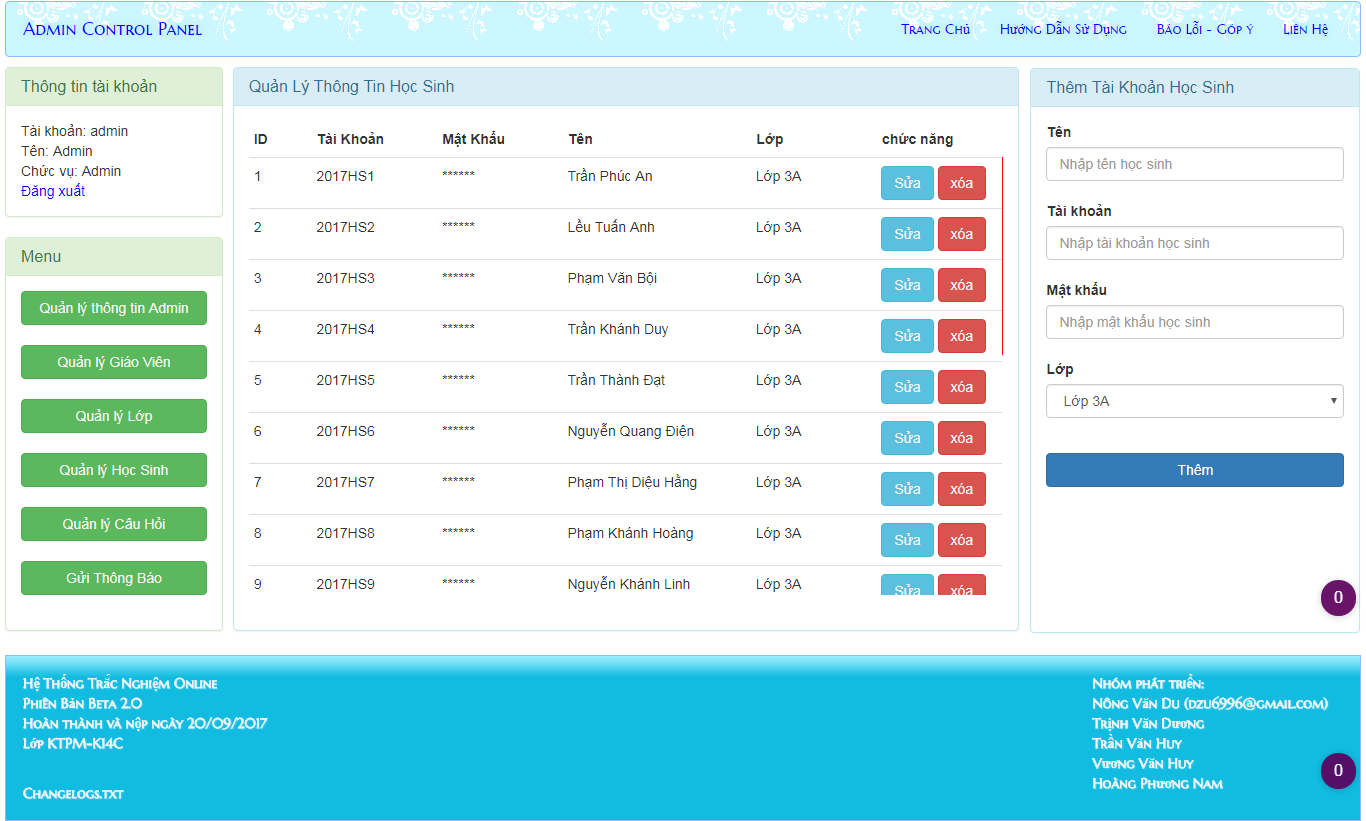 Admin Control Panel
Trang Chủ Hướng Dẫn Sử Dụng Báo Lỗi - Góp ý Liên Hệ
Thông tin tài khoản
Tài khoản: admin
Tên: Admin
Chức vụ: Admin
Đăng xuất
Menu
Quản lý thông tin Admin
Quản lý Giáo Viên
Quản lý Lớp
Quản lý Học Sinh
Quản lý Câu Hỏi
Gửi Thông Báo
Quản Lý Thông Tin Học Sinh
ID Tài Khoản Mật Khẩu Tên Lớp chức năng
1 2017HS1 ****** Trần Phúc An Lớp 3A Sửa xóa
2 2017HS2 ****** Lều Tuấn Anh Lớp 3A Sửa xóa
3 2017HS3 ****** Phạm Văn Bội Lớp 3A Sửa xóa
4 2017HS4 ****** Trần Khánh Duy Lớp 3A Sửa xóa
5 2017HS5 ****** Trần Thành Đạt Lớp 3A Sửa xóa
6 2017HS6 ****** Nguyễn Quang Điện Lớp 3A Sửa xóa
7 2017HS7 ****** Phạm Thị Diệu Hằng Lớp 3A Sửa xóa
8 2017HS8 ****** Phạm Khánh Hoàng Lớp 3A Sửa xóa
9 2017HS9 ****** Nguyễn Khánh Linh Lớp 3A Sửa xóa
Thêm Tài Khoản Học Sinh
Tên
Nhập tên học sinh
Tài khoản
Nhập tài khoản học sinh
Mật khẩu
Nhập mật khẩu học sinh
Lớp
Lớp 3A
Thêm
0
Hệ Thống Trắc Nghiệm Online
Phiên Bản Beta 2.0
Hoàn thành và nộp ngày 20/09/2017
Lớp KTPM-K14C
Changelogs.txt
Nhóm phát triển:
Nông Văn Du (dzu6996@gmail.com)
Trịnh Văn Dương
Trần Văn Huy
Vương Văn Huy
Hoàng Phương Nam
0